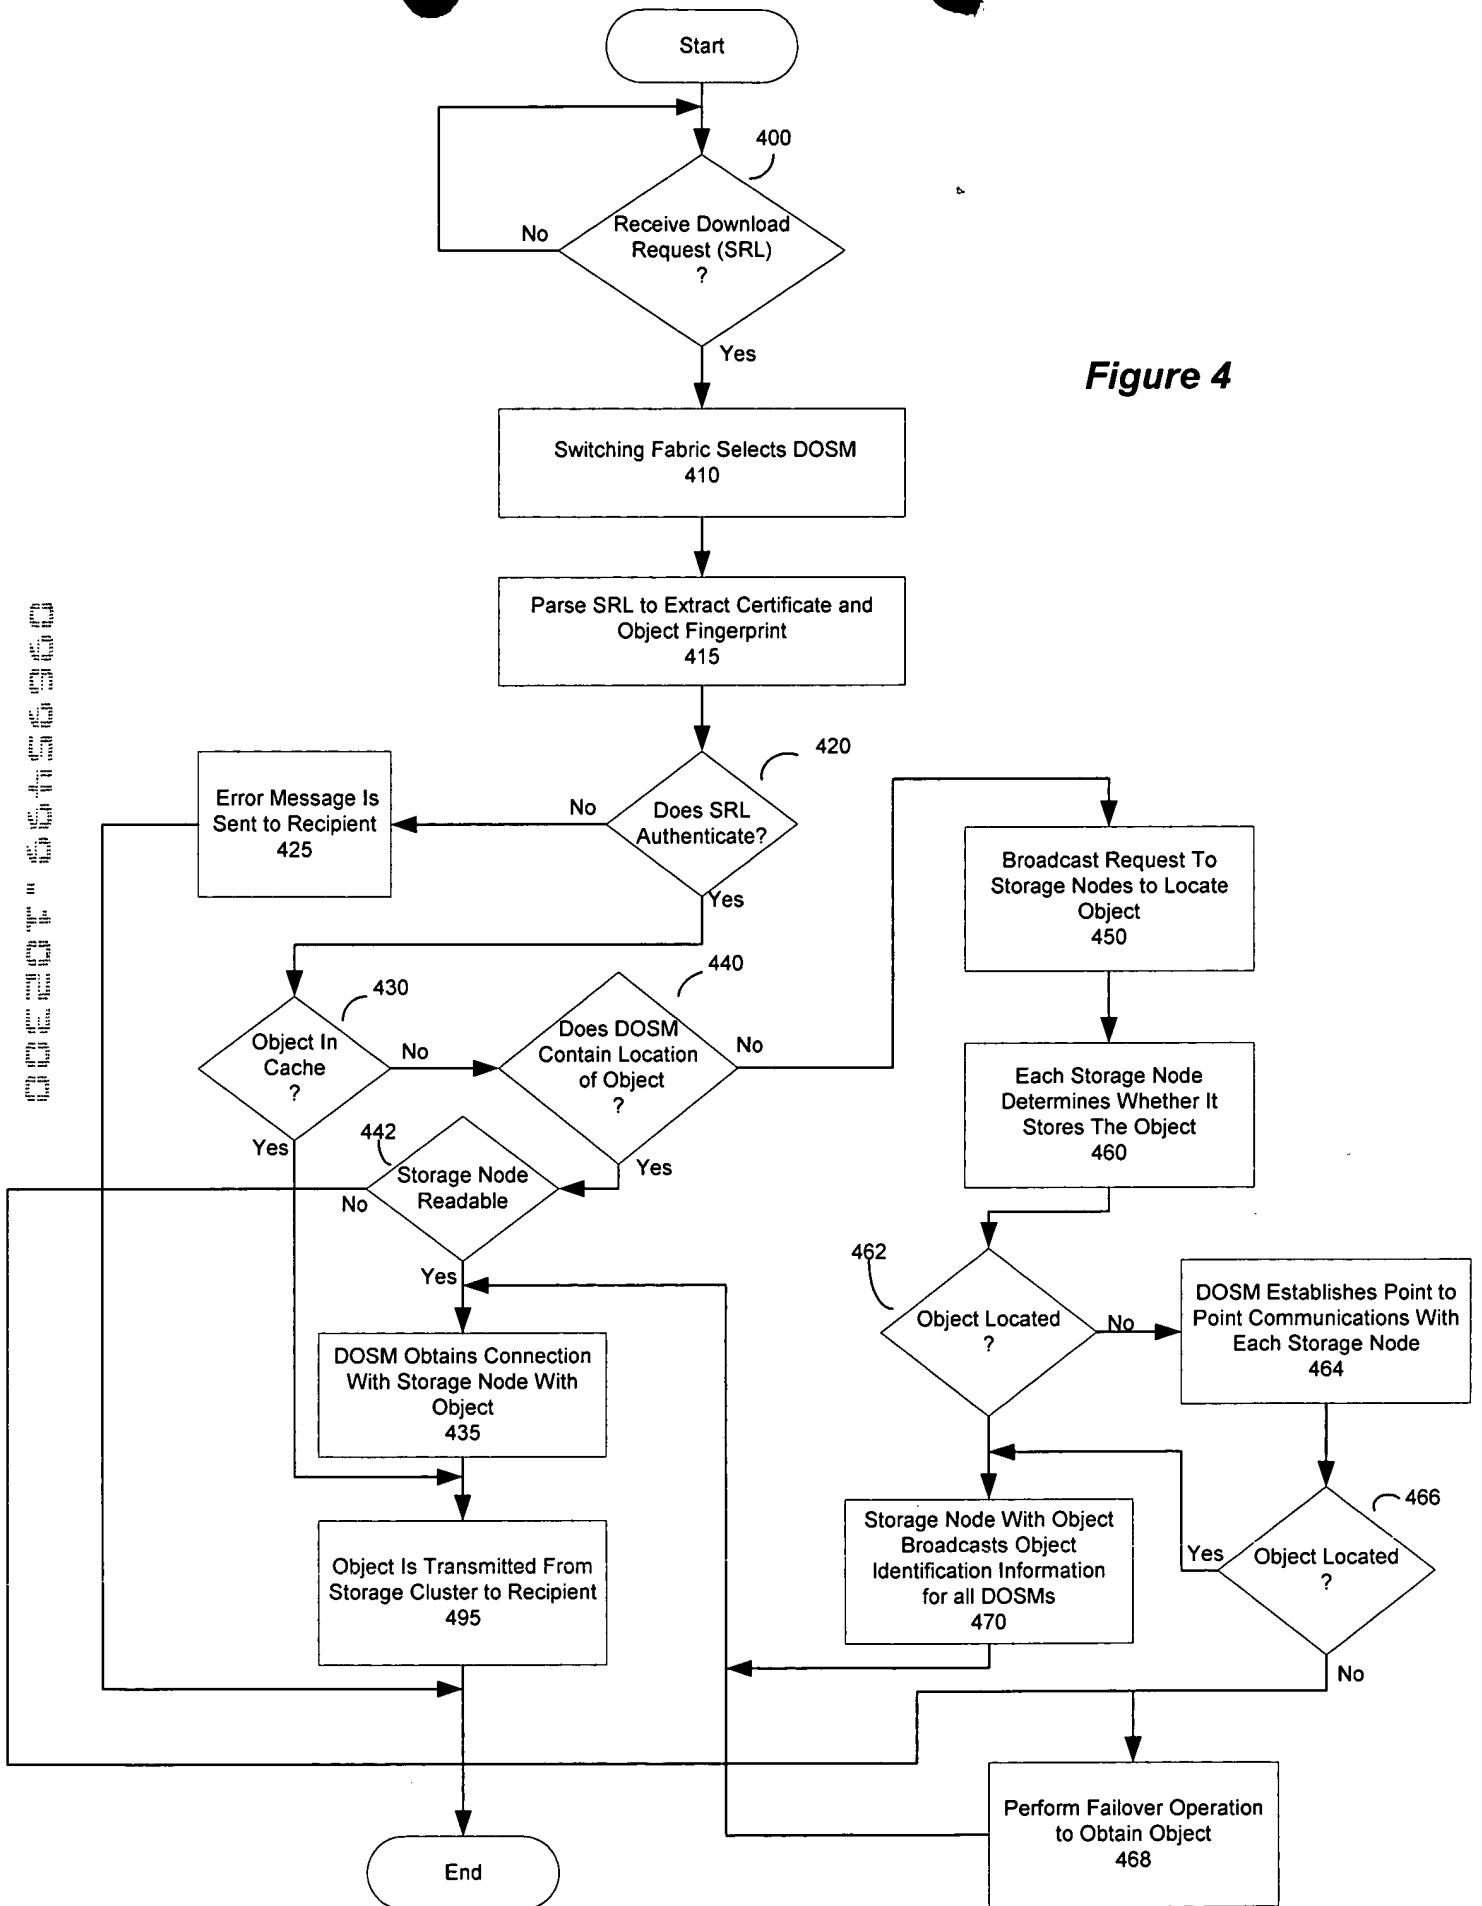 Start
400
Receive Download
Request (SRL)
?
No
Yes
Figure 4
Switching Fabric Selects DOSM
410
Parse SRL to Extract Certificate and
Object Fingerprint
415
420
Does SRL
Authenticate?
No
Yes
Error Message Is
Sent to Recipient
425
Broadcast Request To
Storage Nodes to Locate
Object
450
430
Object In
Cache
?
No
Yes
440
Does DOSM
Contain Location
of Object
?
No
Yes
Each Storage Node
Determines Whether It
Stores The Object
460
442
Storage Node
Readable
No
Yes
462
Object Located
?
No
DOSM Establishes Point to
Point Communications With
Each Storage Node
464
DOSM Obtains Connection
With Storage Node With
Object
435
466
Object Located
?
Yes
No
Storage Node With Object
Broadcasts Object
Identification Information
for all DOSMs
470
Object Is Transmitted From
Storage Cluster to Recipient
495
Perform Failover Operation
to Obtain Object
468
End
09695499 "102300